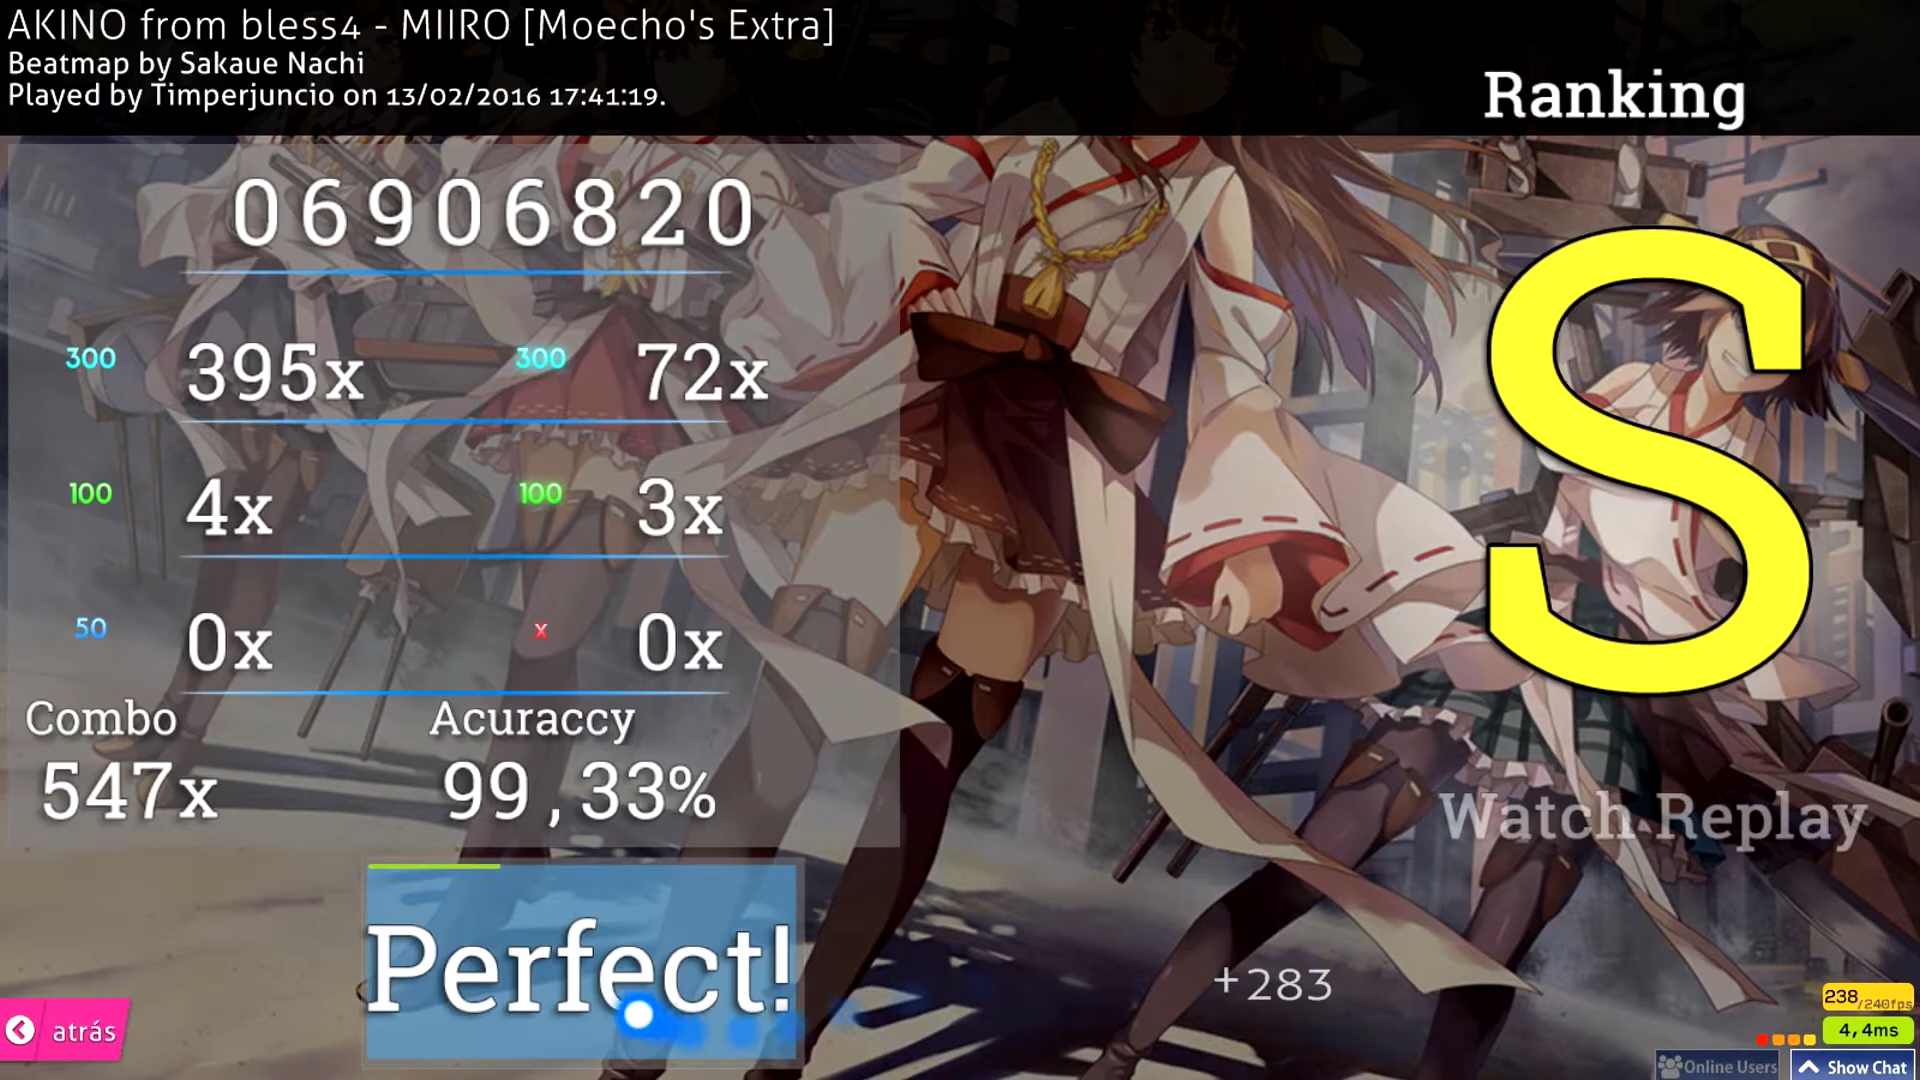 AKINO from bless4 - MIIRO [Moecho's Extra]
Beatmap by Sakaue Nachi
Played by Timperjuncio on 13/02/2016 17:41:19.
Ranking
06906820
300 395x 300 72x
100 4x 100 3x
50 0x x 0x
Combo Acuraccy
547x 99,33%
S
Watch Replay
Perfect!
+283
atrás
238/240fps
4,4ms
Online Users Show Chat